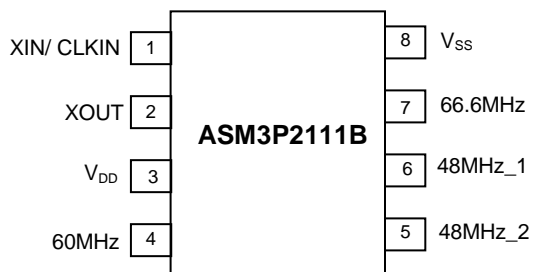 XIN/ CLKIN 1 8 VSS
XOUT 2 7 66.6MHz
ASM3P2111B
VDD 3 6 48MHz_1
60MHz 4 5 48MHz_2